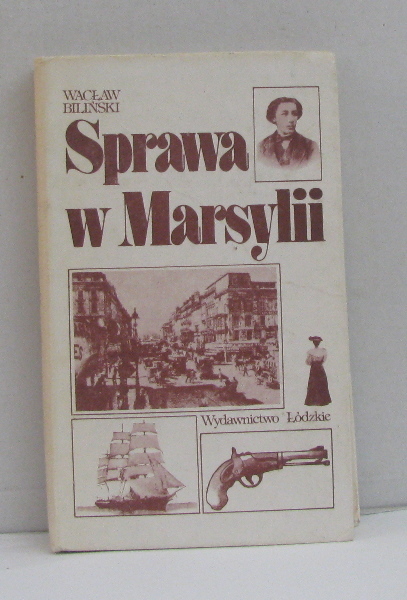 WACŁAW
BILIŃSKI
Sprawa
w Marsylii
Wydawnictwo Łódzkie